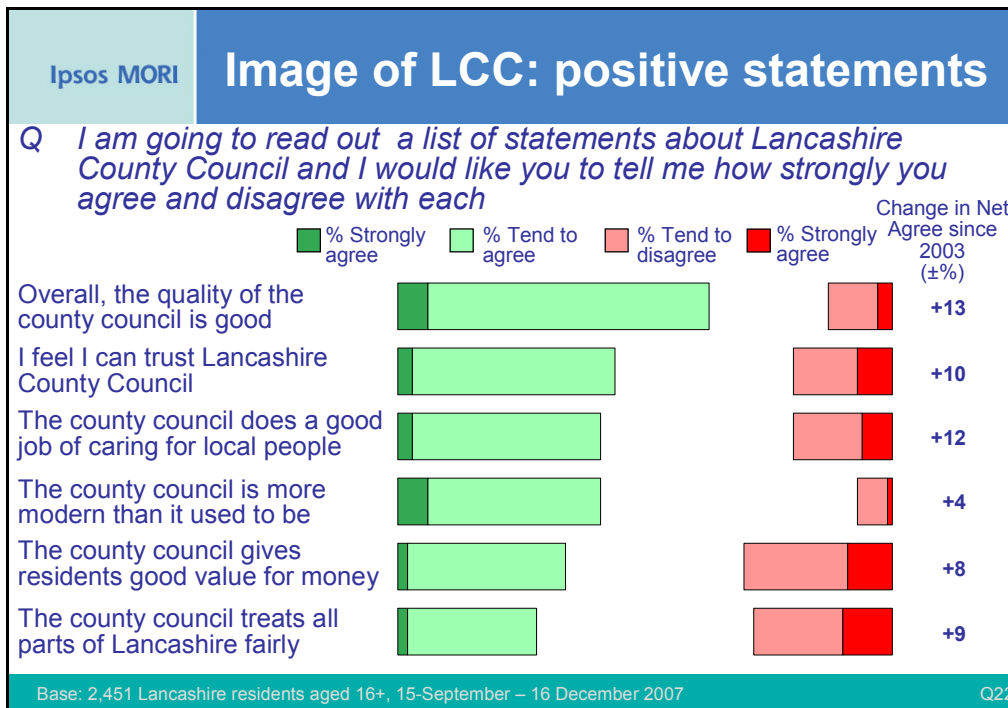 Ipsos MORI
Image of LCC: positive statements
Q I am going to read out a list of statements about Lancashire
County Council and I would like you to tell me how strongly you
agree and disagree with each
% Strongly
agree
% Tend to
agree
% Tend to
disagree
% Strongly
agree
Change in Net
Agree since
2003
(±%)
Overall, the quality of the
county council is good
+13
I feel I can trust Lancashire
County Council
+10
The county council does a good
job of caring for local people
+12
The county council is more
modern than it used to be
+4
The county council gives
residents good value for money
+8
The county council treats all
parts of Lancashire fairly
+9
Base: 2,451 Lancashire residents aged 16+, 15-September – 16 December 2007
Q22